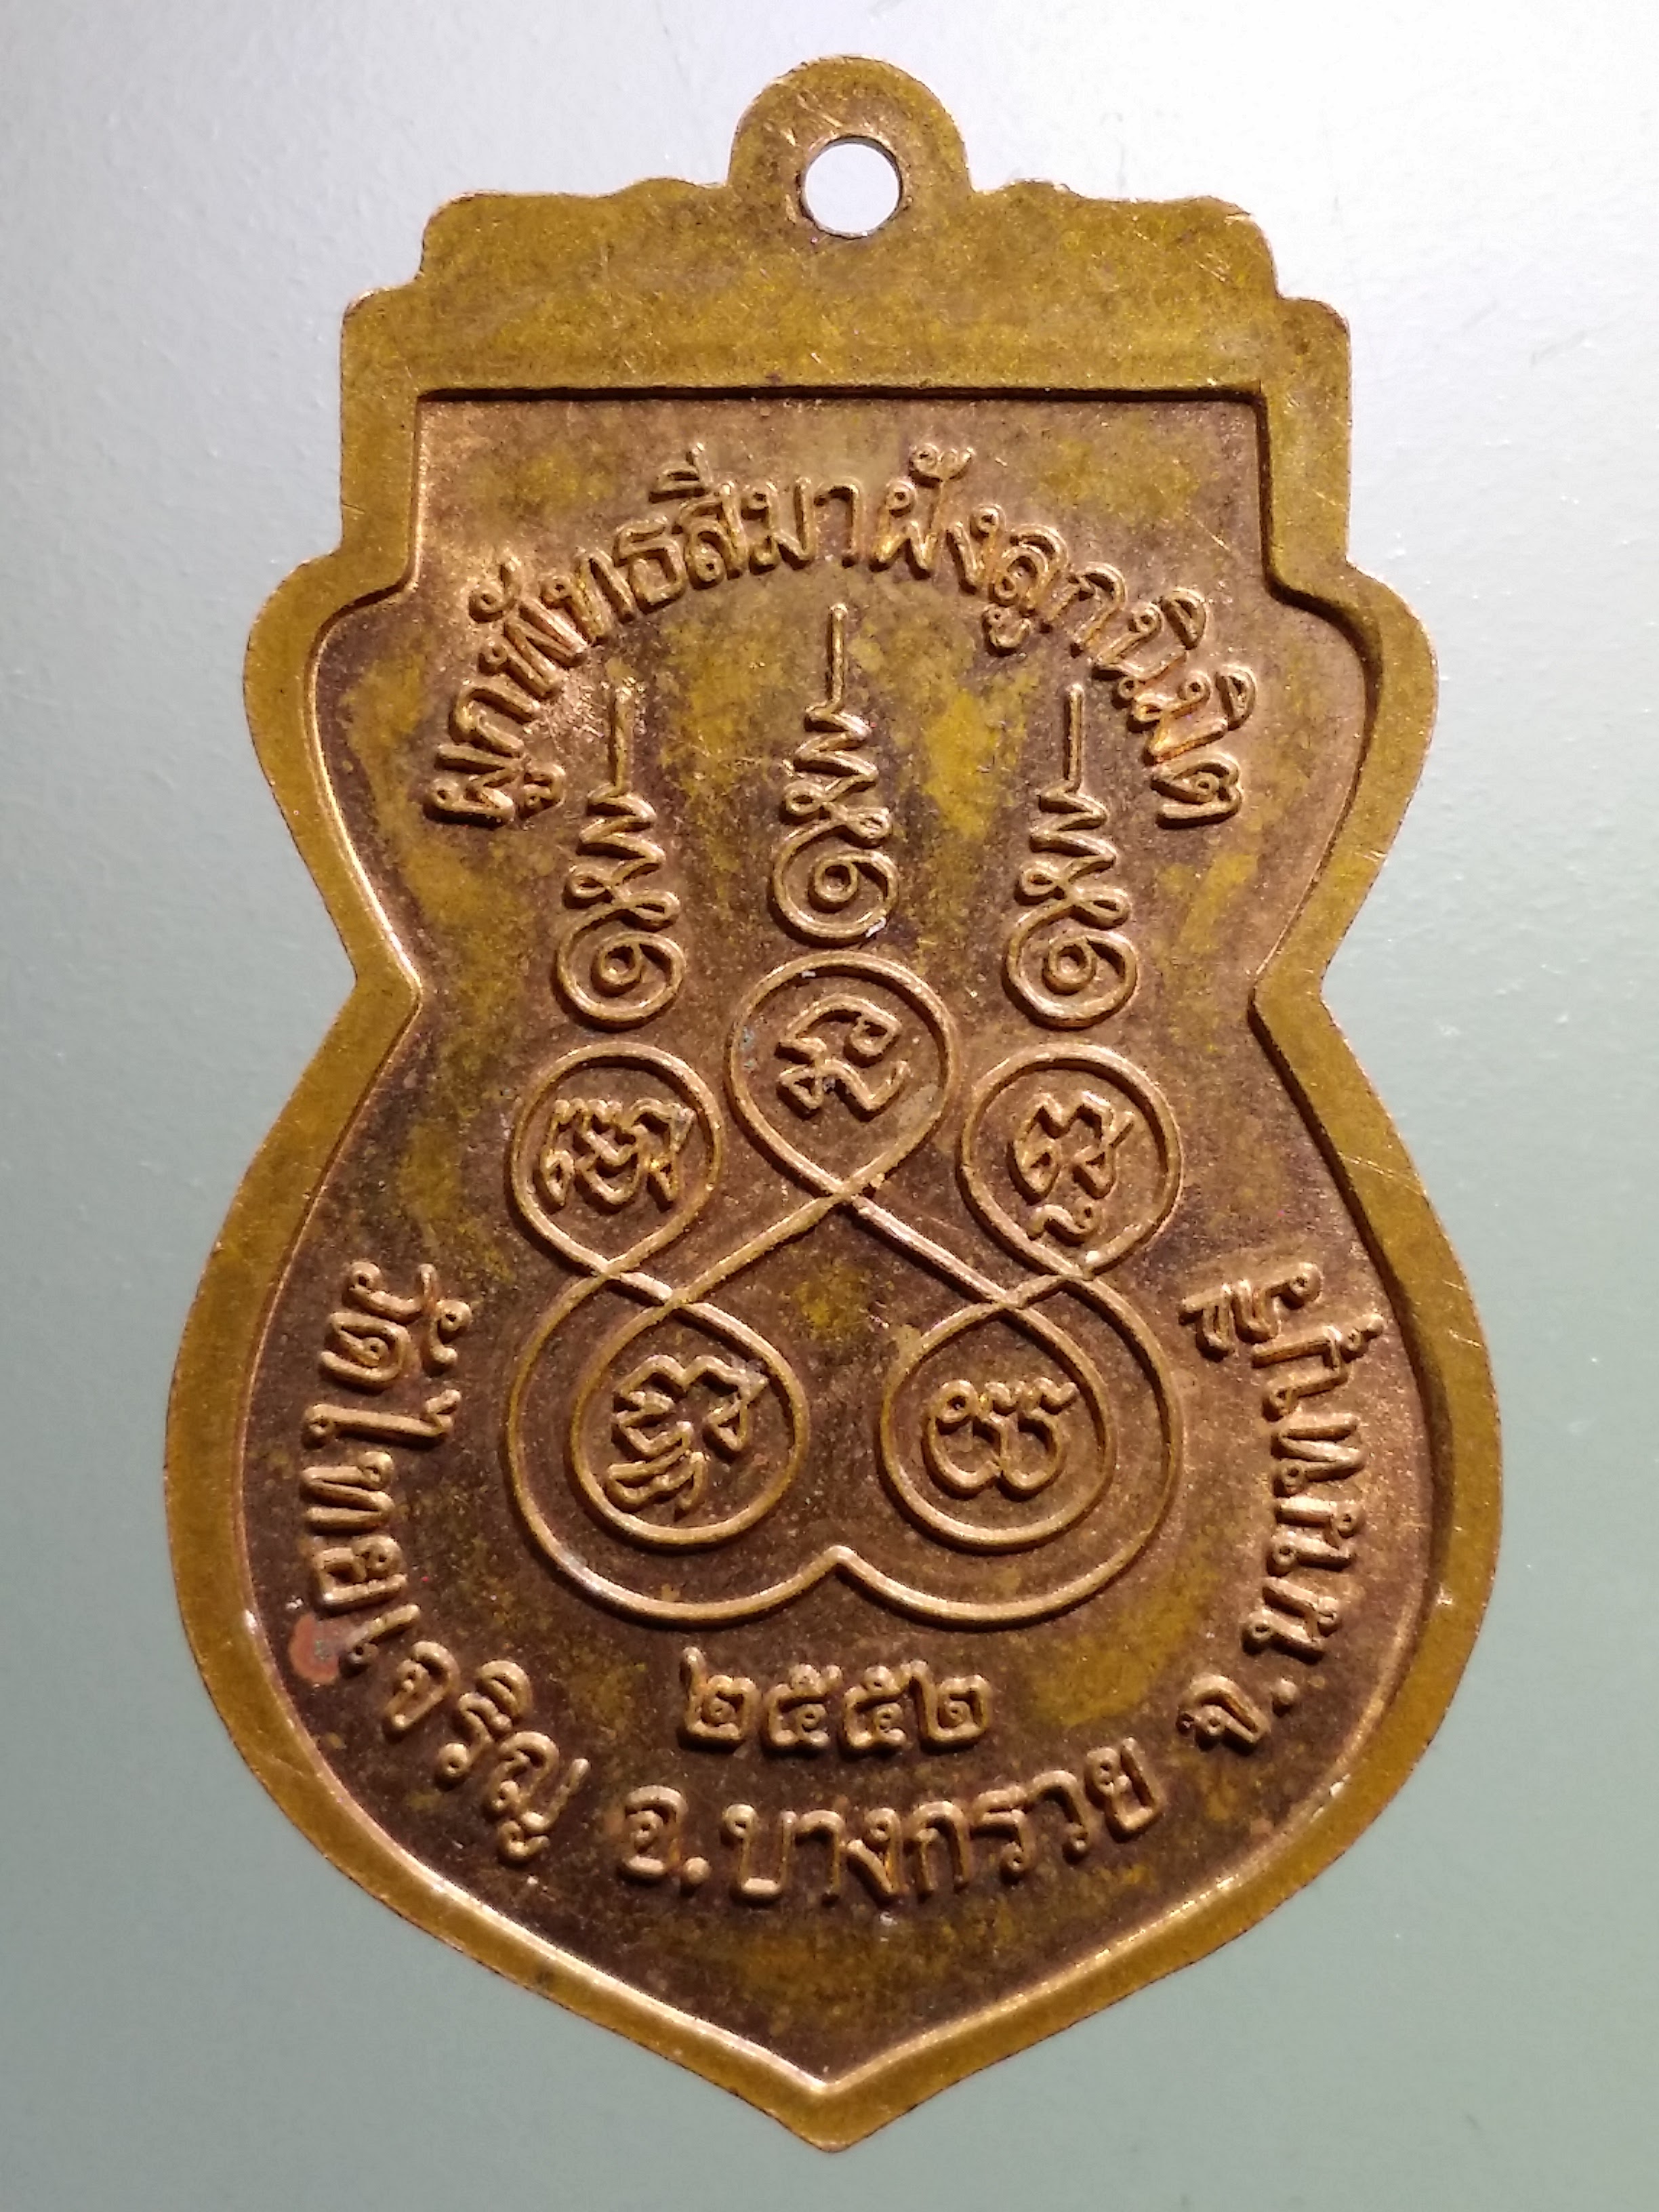 ผูกพัทธสีมาฝังลูกนิมิต
๒๕๕๒
วัดไทยเจริญ อ.บางกรวย จ.นนทบุรี